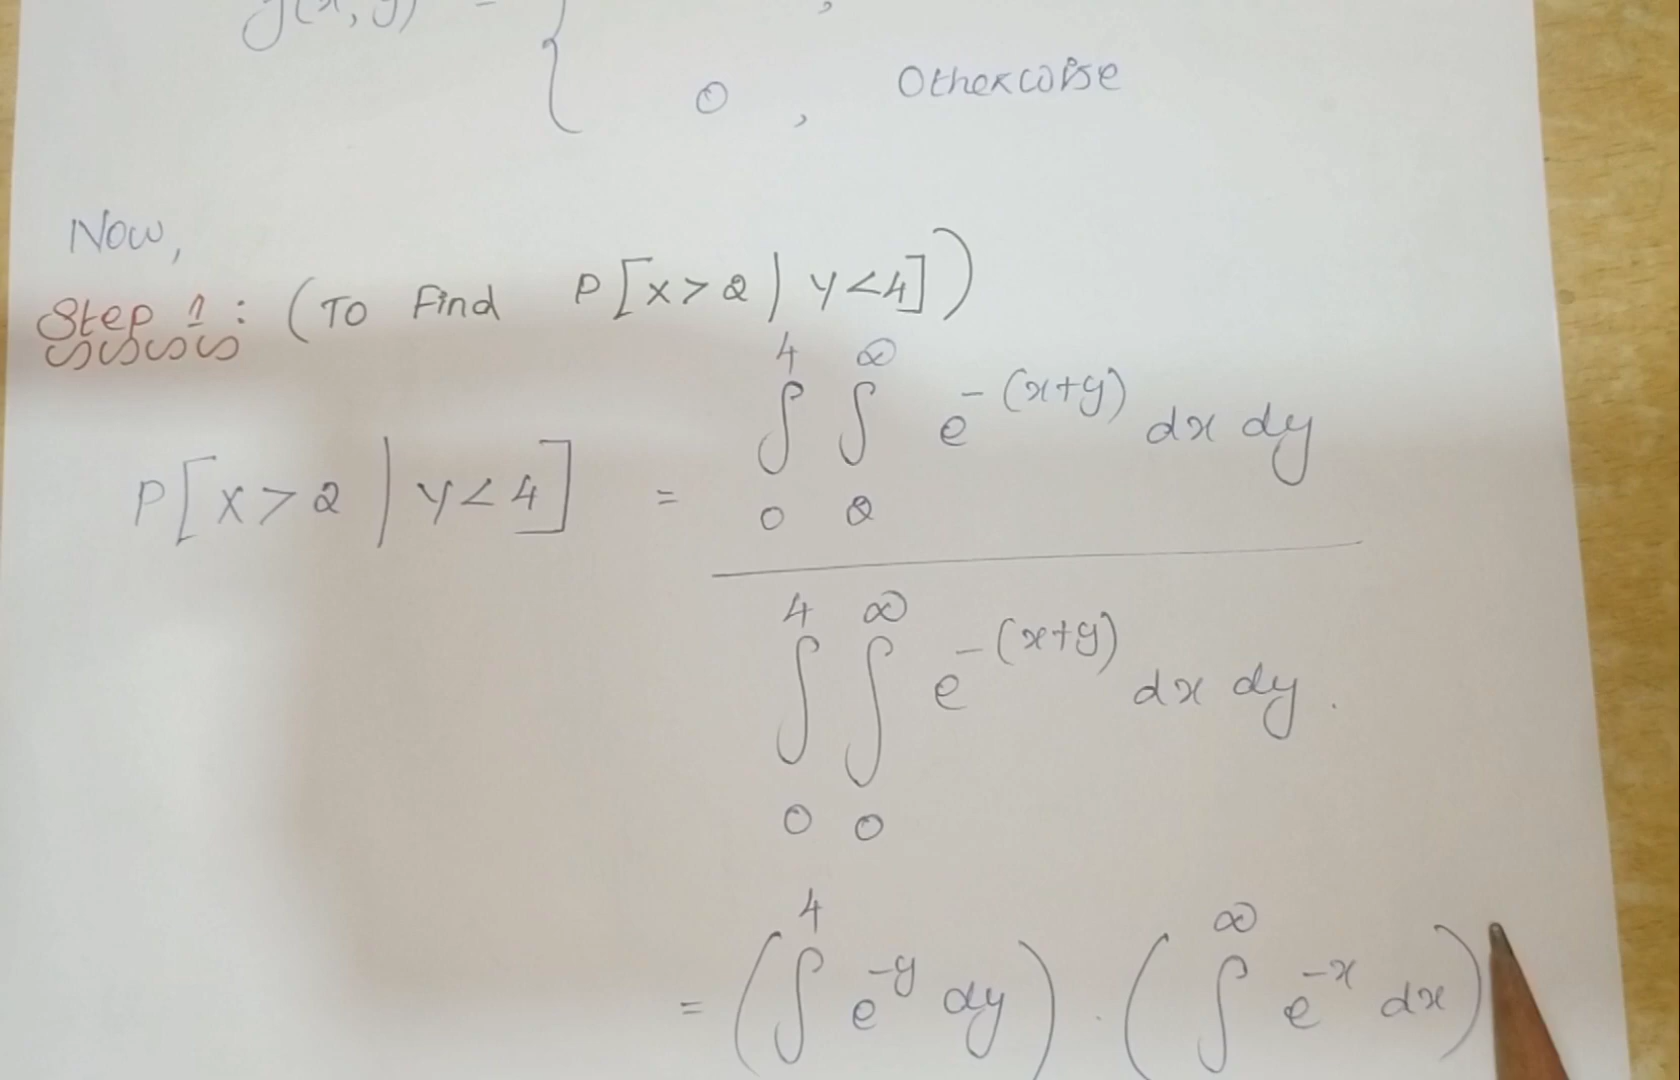 f(x, y) = { ,
0 , Otherwise
Now,
Step 1 : (To Find P[X>2 | Y<4])
P[X>2 | Y<4] = ∫₀⁴ ∫₂^∞ e^-(x+y) dx dy
∫₀⁴ ∫₀^∞ e^-(x+y) dx dy .
= (∫⁴ e^-y dy) . (∫^∞ e^-x dx)